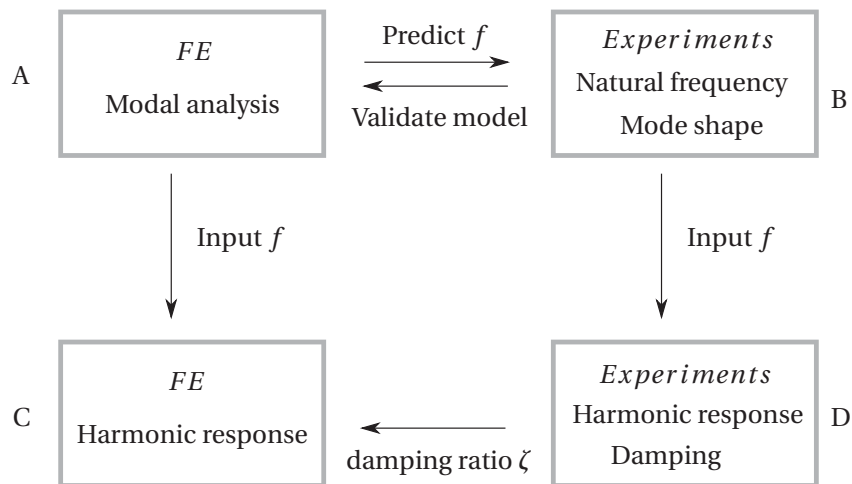 A
FE
Modal analysis
Predict f
Validate model
Experiments
Natural frequency
Mode shape
B
Input f
Input f
C
FE
Harmonic response
damping ratio ζ
Experiments
Harmonic response
Damping
D